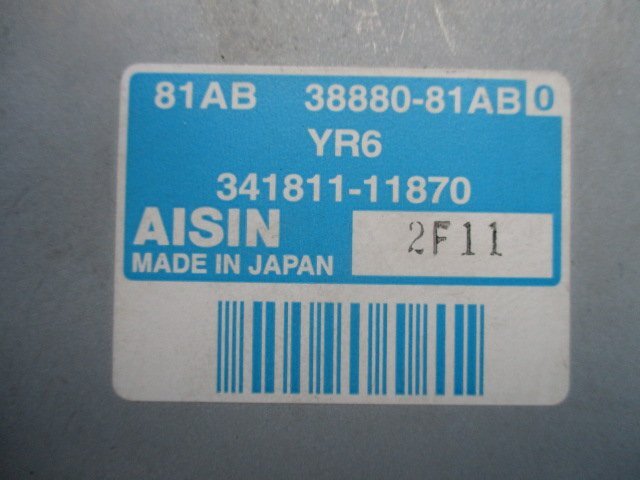 81AB 38880-81AB 0
YR6
341811-11870
AISIN 2F11
MADE IN JAPAN